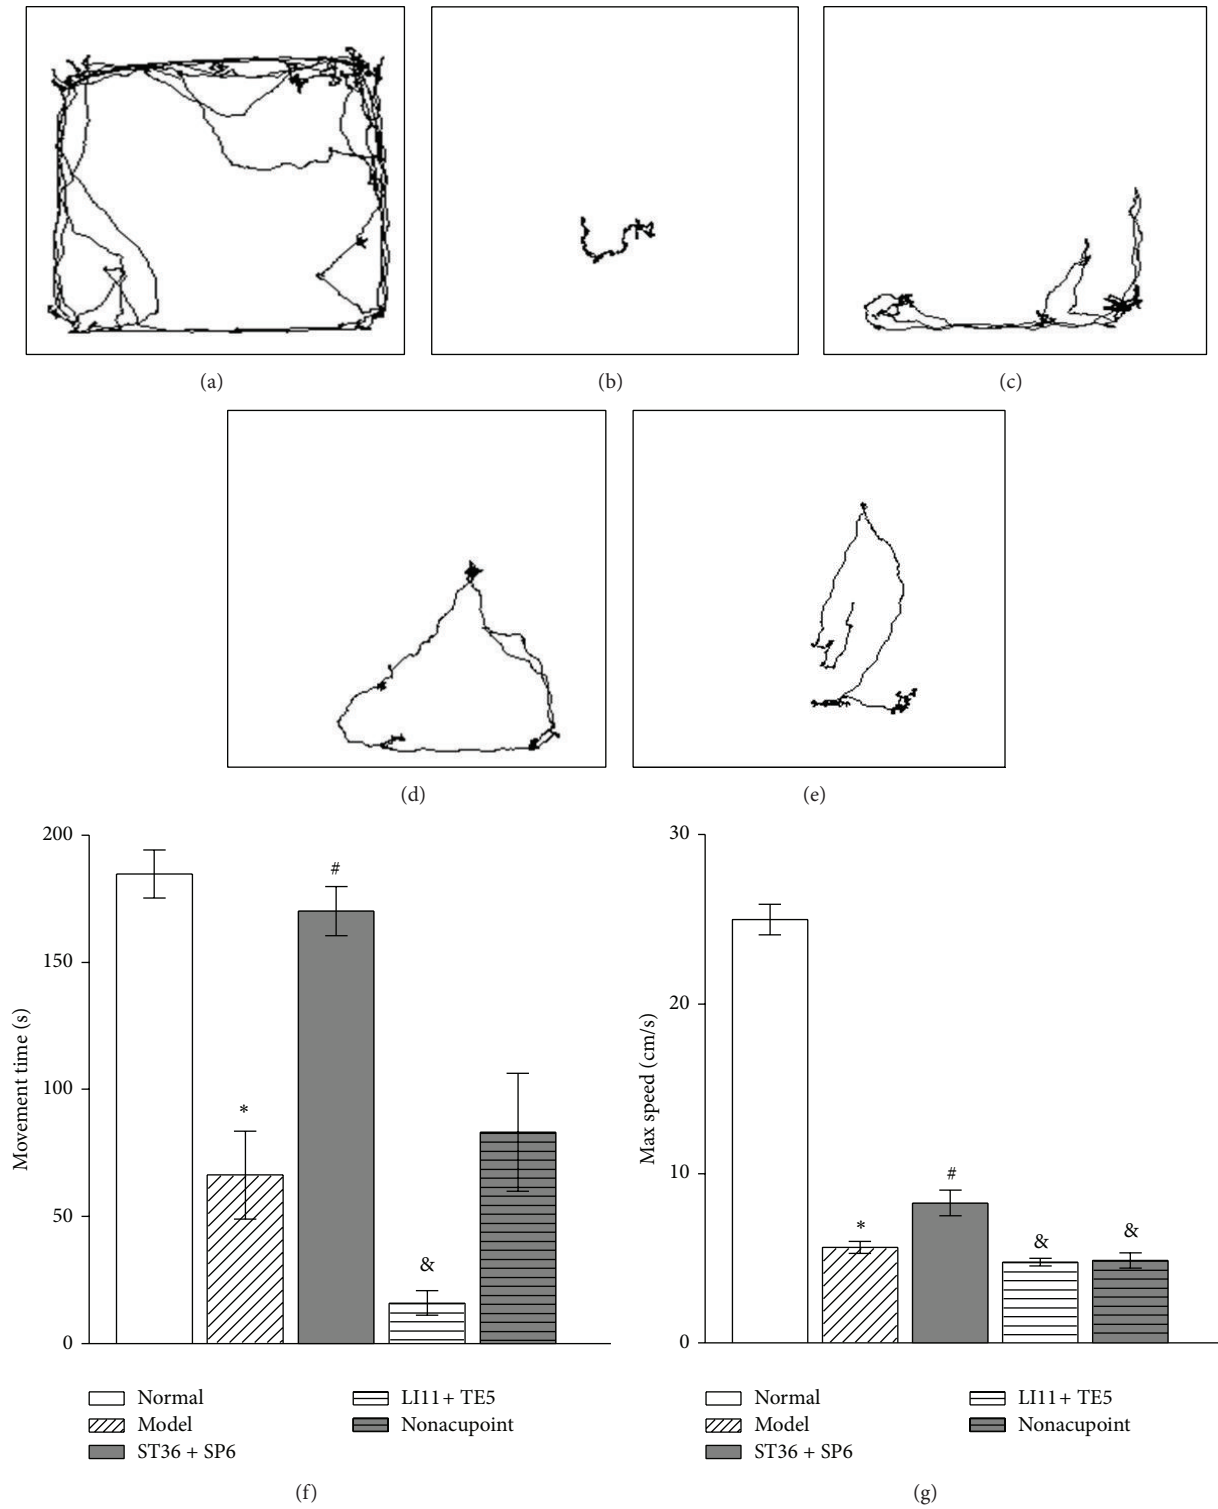 (a)
(b)
(c)
(d)
(e)
200
150
100
50
0
Movement time (s)
*
#
&
Normal
Model
ST36 + SP6
LI11 + TE5
Nonacupoint
(f)
30
20
10
0
Max speed (cm/s)
*
#
&
&
Normal
Model
ST36 + SP6
LI11 + TE5
Nonacupoint
(g)